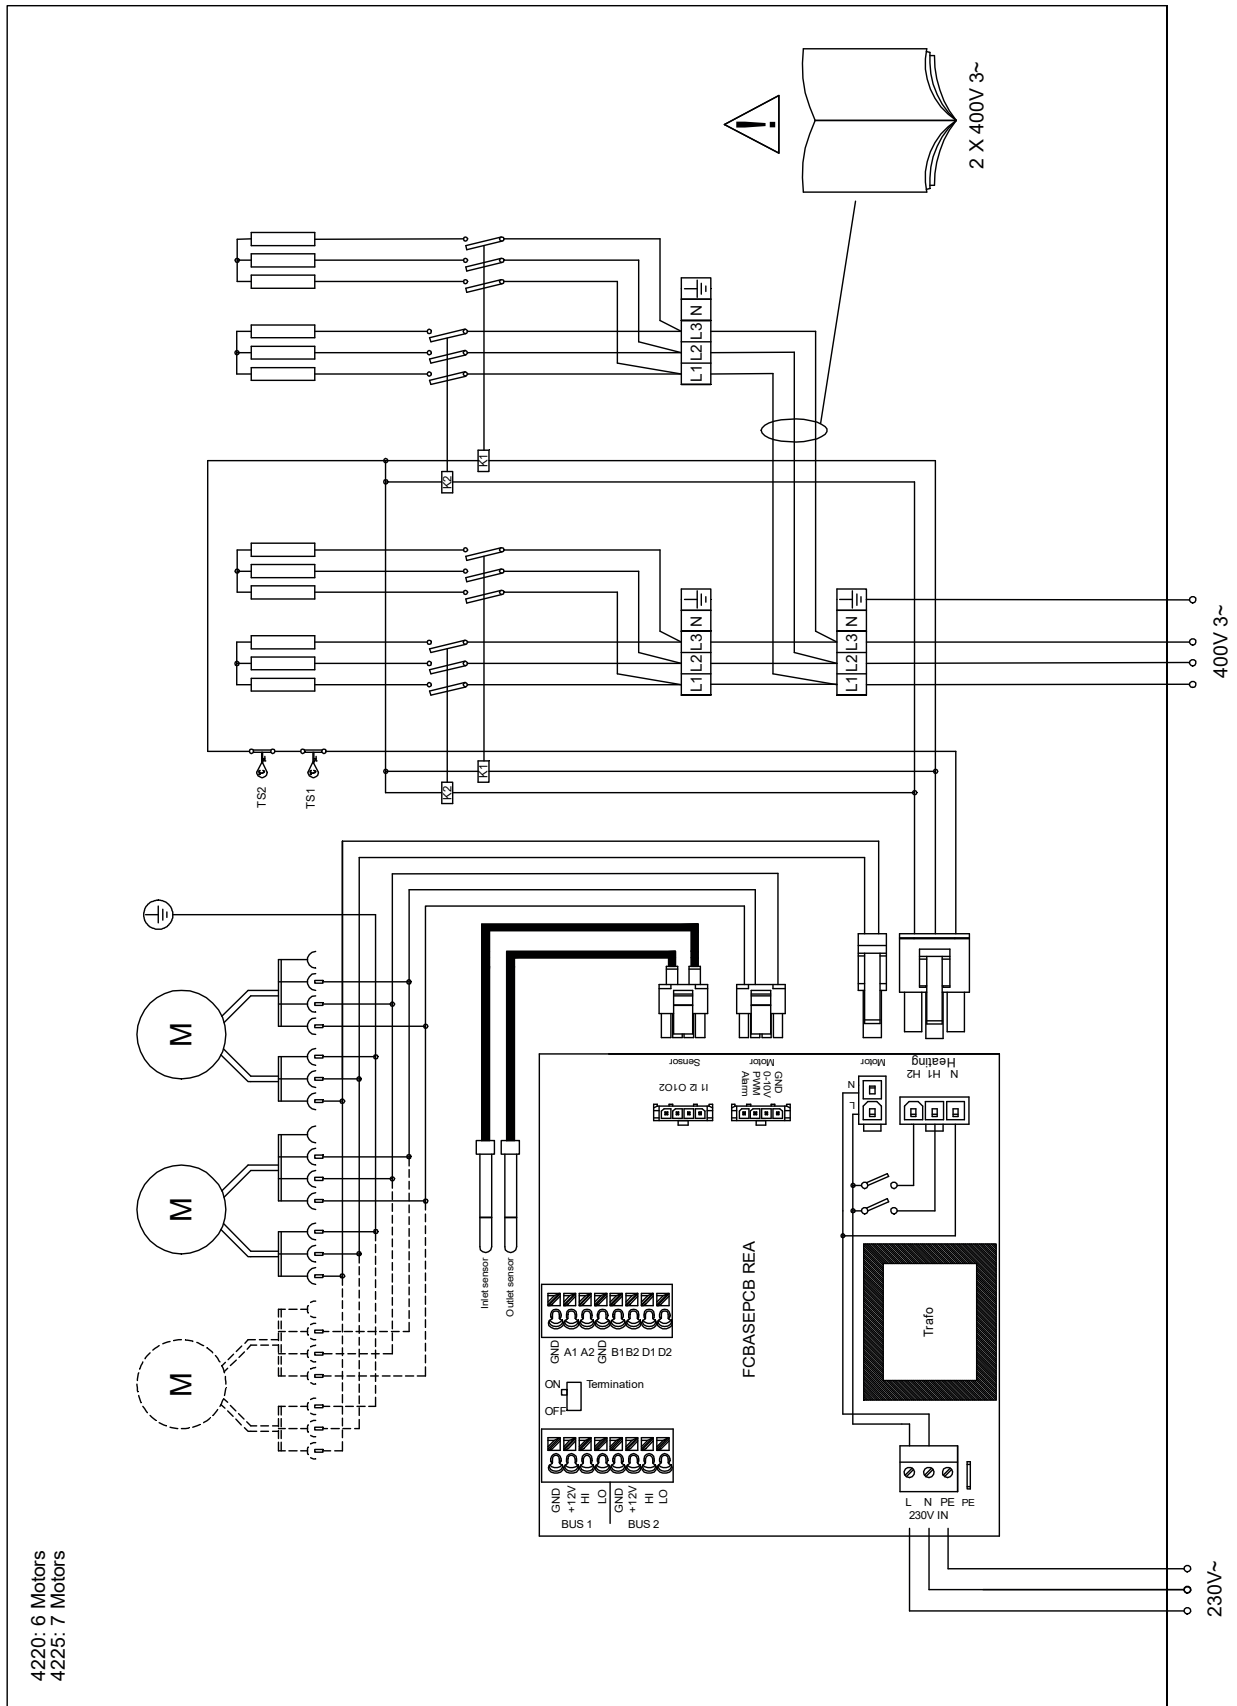 4220: 6 Motors
4225: 7 Motors
2 X 400V 3~
L1 L2 L3 N
K1
K2
L1 L2 L3 N
L1 L2 L3 N
400V 3~
TS2
TS1
K1
K2
M
M
M
Sensor
I1 I2 O1 O2
Motor
Alarm
PWM
0-10V
GND
Motor
N
L
Heating
H2 H1 N
Inlet sensor
Outlet sensor
FCBASEPCB REA
Trafo
GND A1 A2 GND B1 B2 D1 D2
ON
Termination
OFF
GND +12V HI LO GND +12V HI LO
BUS 1 BUS 2
L N PE PE
230V IN
230V~